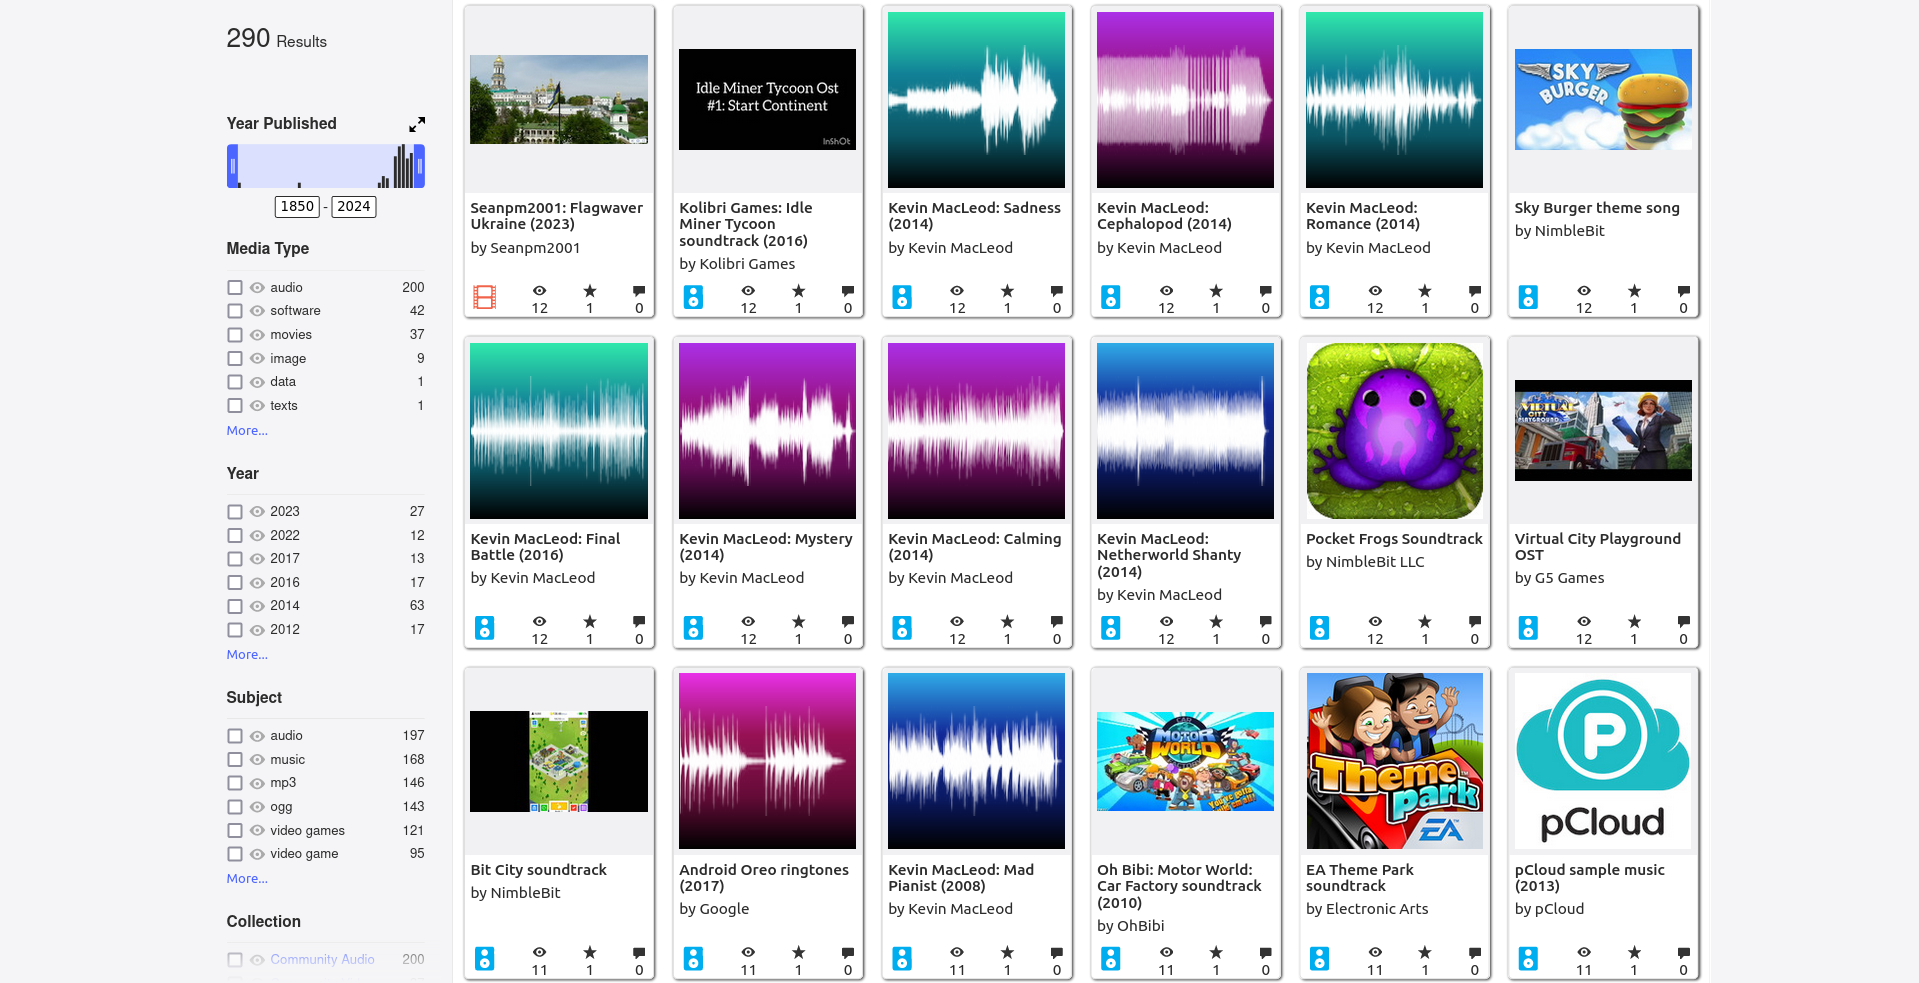 290 Results
Year Published
1850 - 2024
Media Type
audio 200
software 42
movies 37
image 9
data 1
texts 1
More...
Year
2023 27
2022 12
2017 13
2016 17
2014 63
2012 17
More...
Subject
audio 197
music 168
mp3 146
ogg 143
video games 121
video game 95
More...
Collection
Community Audio 200
Seanpm2001: Flagwaver
Ukraine (2023)
by Seanpm2001
12 1 0
Idle Miner Tycoon Ost
#1: Start Continent
InShOt
Kolibri Games: Idle
Miner Tycoon
soundtrack (2016)
by Kolibri Games
12 1 0
Kevin MacLeod: Sadness
(2014)
by Kevin MacLeod
12 1 0
Kevin MacLeod:
Cephalopod (2014)
by Kevin MacLeod
12 1 0
Kevin MacLeod:
Romance (2014)
by Kevin MacLeod
12 1 0
SKY
BURGER
Sky Burger theme song
by NimbleBit
12 1 0
Kevin MacLeod: Final
Battle (2016)
by Kevin MacLeod
12 1 0
Kevin MacLeod: Mystery
(2014)
by Kevin MacLeod
12 1 0
Kevin MacLeod: Calming
(2014)
by Kevin MacLeod
12 1 0
Kevin MacLeod:
Netherworld Shanty
(2014)
by Kevin MacLeod
12 1 0
Pocket Frogs Soundtrack
by NimbleBit LLC
12 1 0
VIRTUAL
CITY
PLAYGROUND
Virtual City Playground
OST
by G5 Games
12 1 0
Bit City soundtrack
by NimbleBit
11 1 0
Android Oreo ringtones
(2017)
by Google
11 1 0
Kevin MacLeod: Mad
Pianist (2008)
by Kevin MacLeod
11 1 0
CAR
MOTOR
WORLD
You've gotta
build 'em all!
Oh Bibi: Motor World:
Car Factory soundtrack
(2010)
by OhBibi
11 1 0
Theme
park
EA
EA Theme Park
soundtrack
by Electronic Arts
11 1 0
P
pCloud
pCloud sample music
(2013)
by pCloud
11 1 0